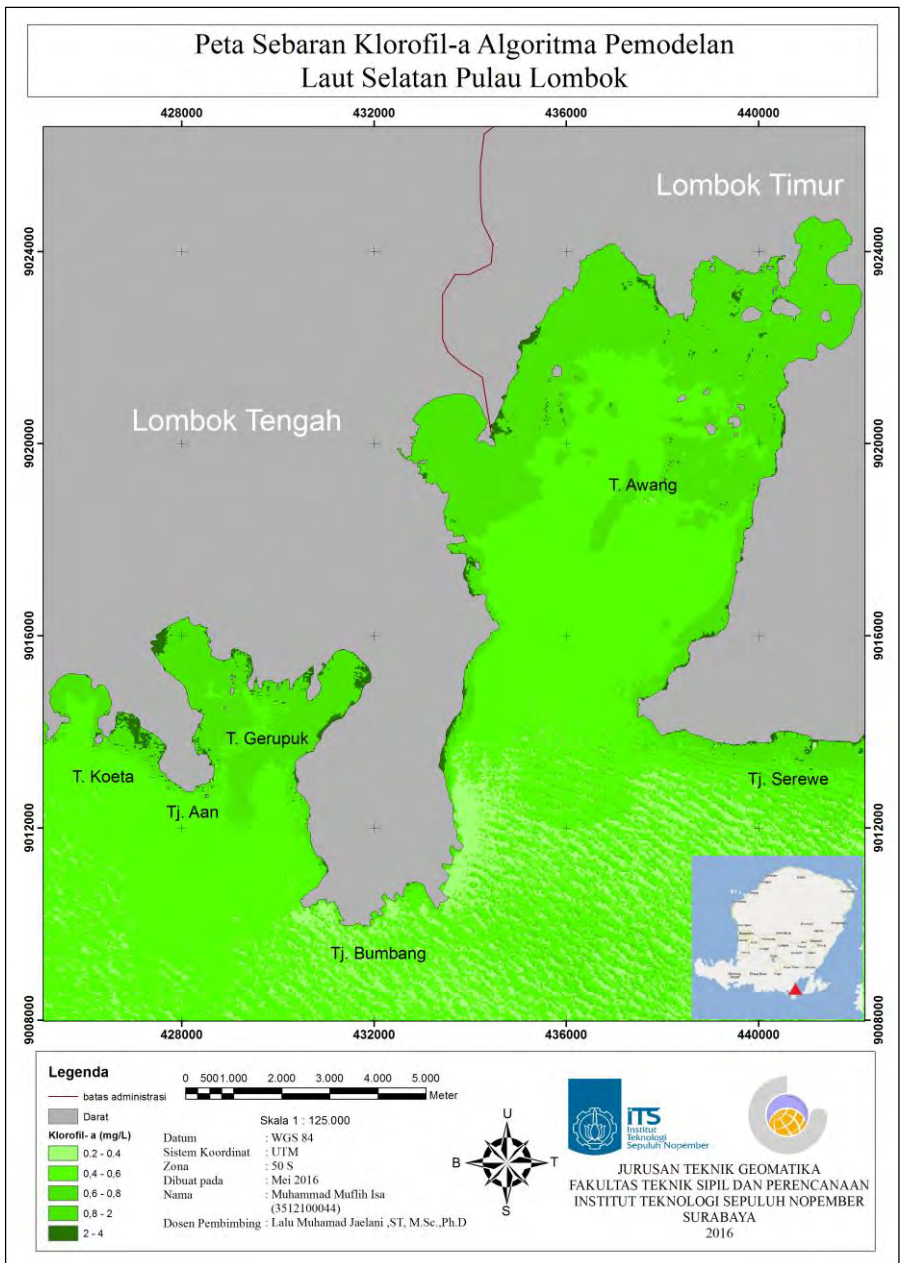 Peta Sebaran Klorofil-a Algoritma Pemodelan
Laut Selatan Pulau Lombok
428000 432000 436000 440000
Lombok Timur
9024000 9024000
Lombok Tengah
9020000 9020000
T. Awang
9016000 9016000
T. Gerupuk
T. Koeta
Tj. Serewe
Tj. Aan
9012000 9012000
Tj. Bumbang
9008000 9008000
428000 432000 436000 440000
Legenda
batas administrasi
Darat
Klorofil- a (mg/L)
0.2 - 0.4
0,4 - 0,6
0,6 - 0,8
0,8 - 2
2 - 4
0 500 1.000 2.000 3.000 4.000 5.000
Meter
Skala 1 : 125.000
Datum : WGS 84
Sistem Koordinat : UTM
Zona : 50 S
Dibuat pada : Mei 2016
Nama : Muhammad Muflih Isa
(3512100044)
Dosen Pembimbing : Lalu Muhamad Jaelani ,ST, M.Sc.,Ph.D
U
B T
S
iTS
Institut
Teknologi
Sepuluh Nopember
JURUSAN TEKNIK GEOMATIKA
FAKULTAS TEKNIK SIPIL DAN PERENCANAAN
INSTITUT TEKNOLOGI SEPULUH NOPEMBER
SURABAYA
2016